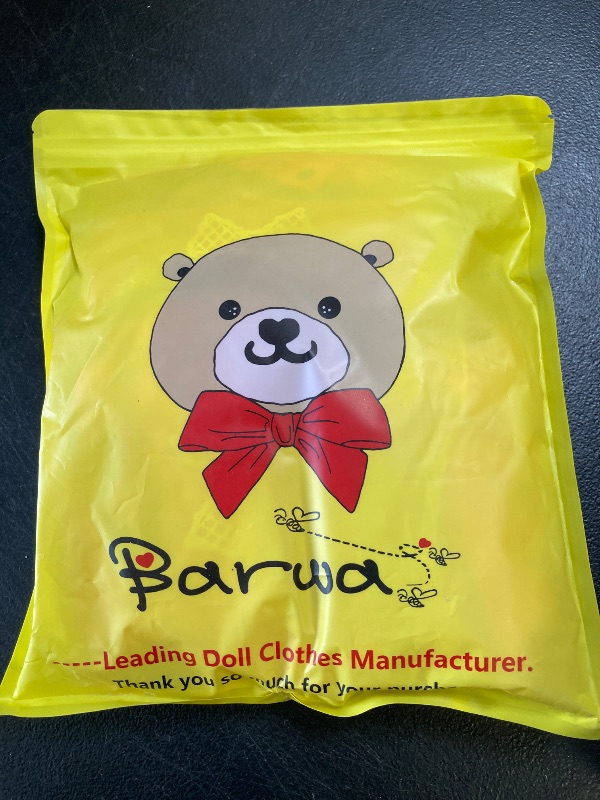 Barwa
-----Leading Doll Clothes Manufacturer.
Thank you so much for your